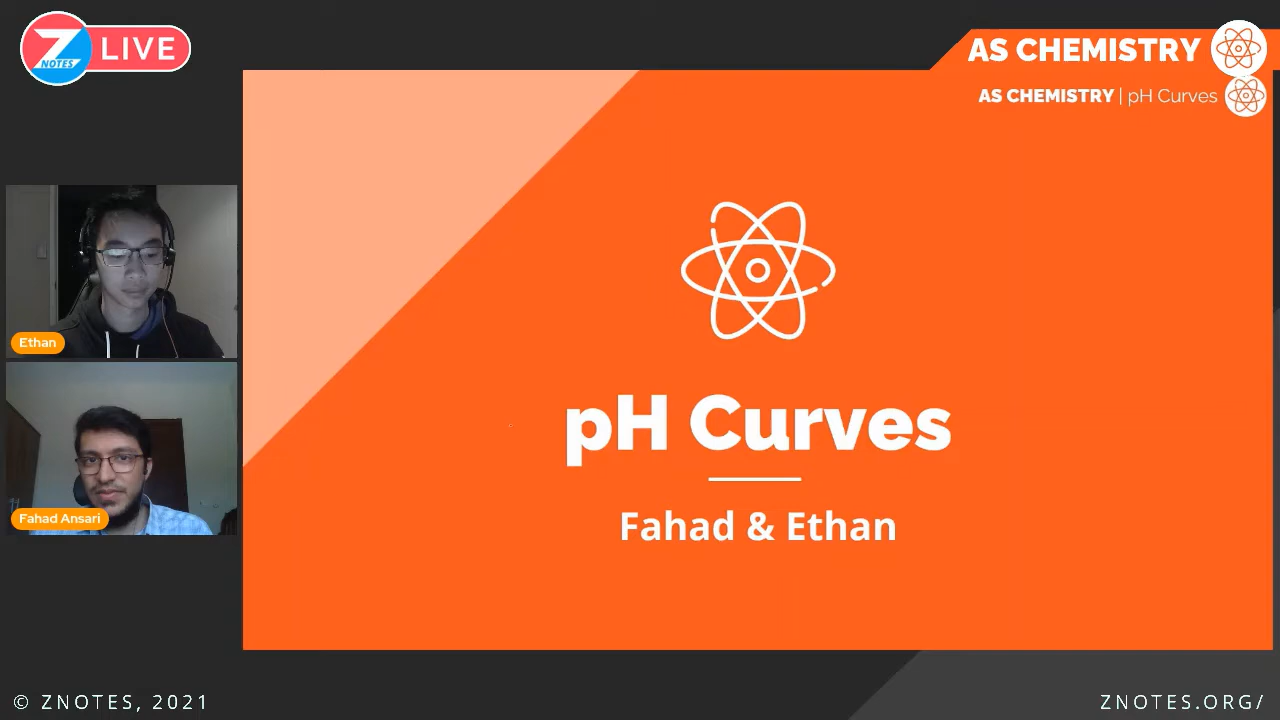 Z
NOTES
LIVE
AS CHEMISTRY
AS CHEMISTRY | pH Curves
Ethan
Fahad Ansari
pH Curves
Fahad & Ethan
© ZNOTES, 2021
ZNOTES.ORG/